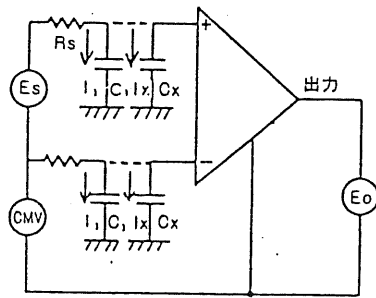 Rs
+
I₁ C₁ Ix Cx
Es
出力
−
I₁ C₁ Ix Cx
CMV
Eo